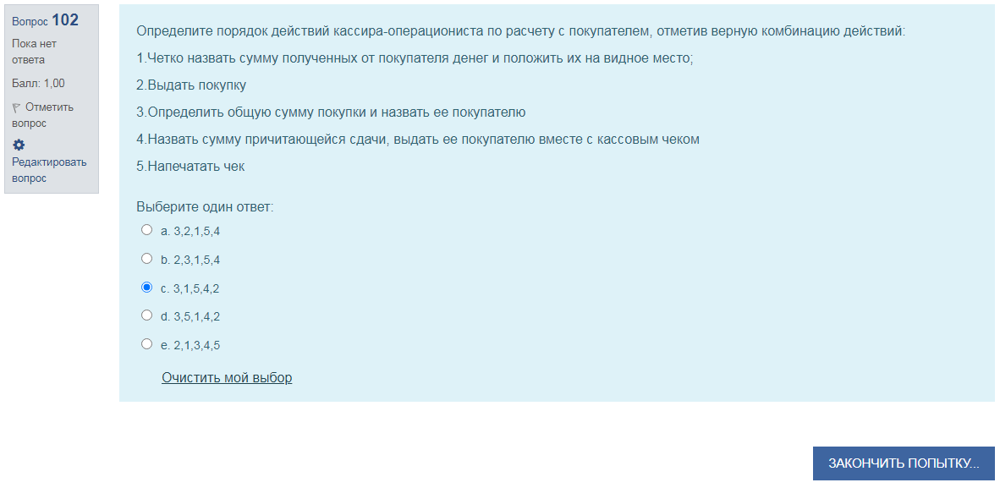 Вопрос 102
Пока нет
ответа
Балл: 1,00
Отметить
вопрос
Редактировать
вопрос
Определите порядок действий кассира-операциониста по расчету с покупателем, отметив верную комбинацию действий:
1.Четко назвать сумму полученных от покупателя денег и положить их на видное место;
2.Выдать покупку
3.Определить общую сумму покупки и назвать ее покупателю
4.Назвать сумму причитающейся сдачи, выдать ее покупателю вместе с кассовым чеком
5.Напечатать чек
Выберите один ответ:
a. 3,2,1,5,4
b. 2,3,1,5,4
c. 3,1,5,4,2
d. 3,5,1,4,2
e. 2,1,3,4,5
Очистить мой выбор
ЗАКОНЧИТЬ ПОПЫТКУ...